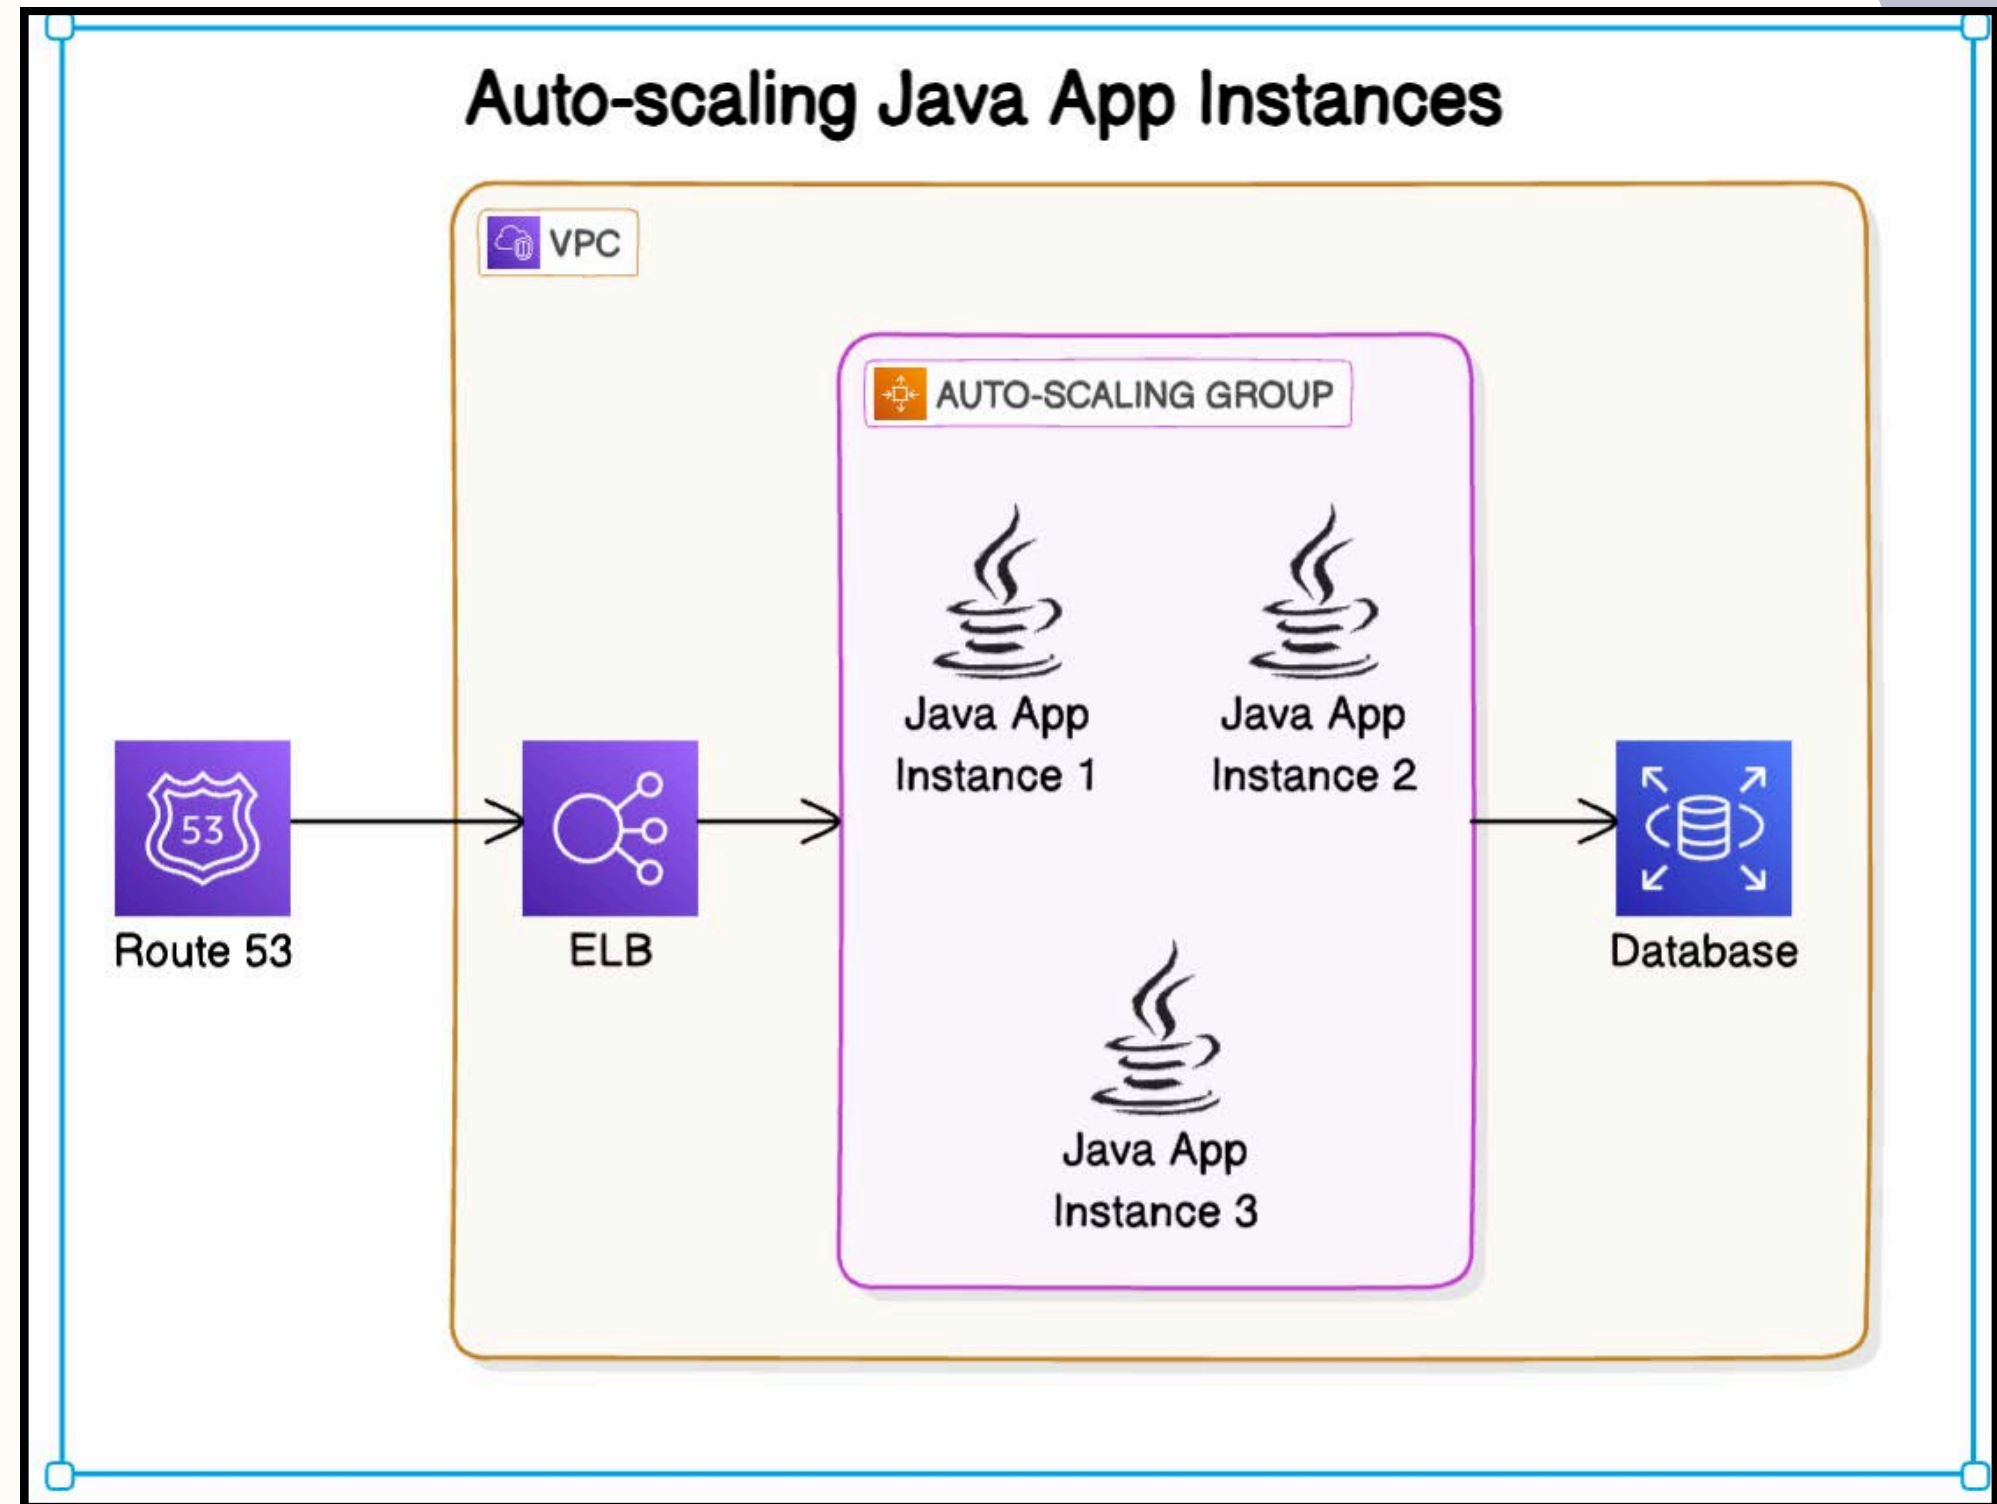 Auto-scaling Java App Instances
VPC
AUTO-SCALING GROUP
Java App
Instance 1
Java App
Instance 2
53
Route 53
ELB
Database
Java App
Instance 3